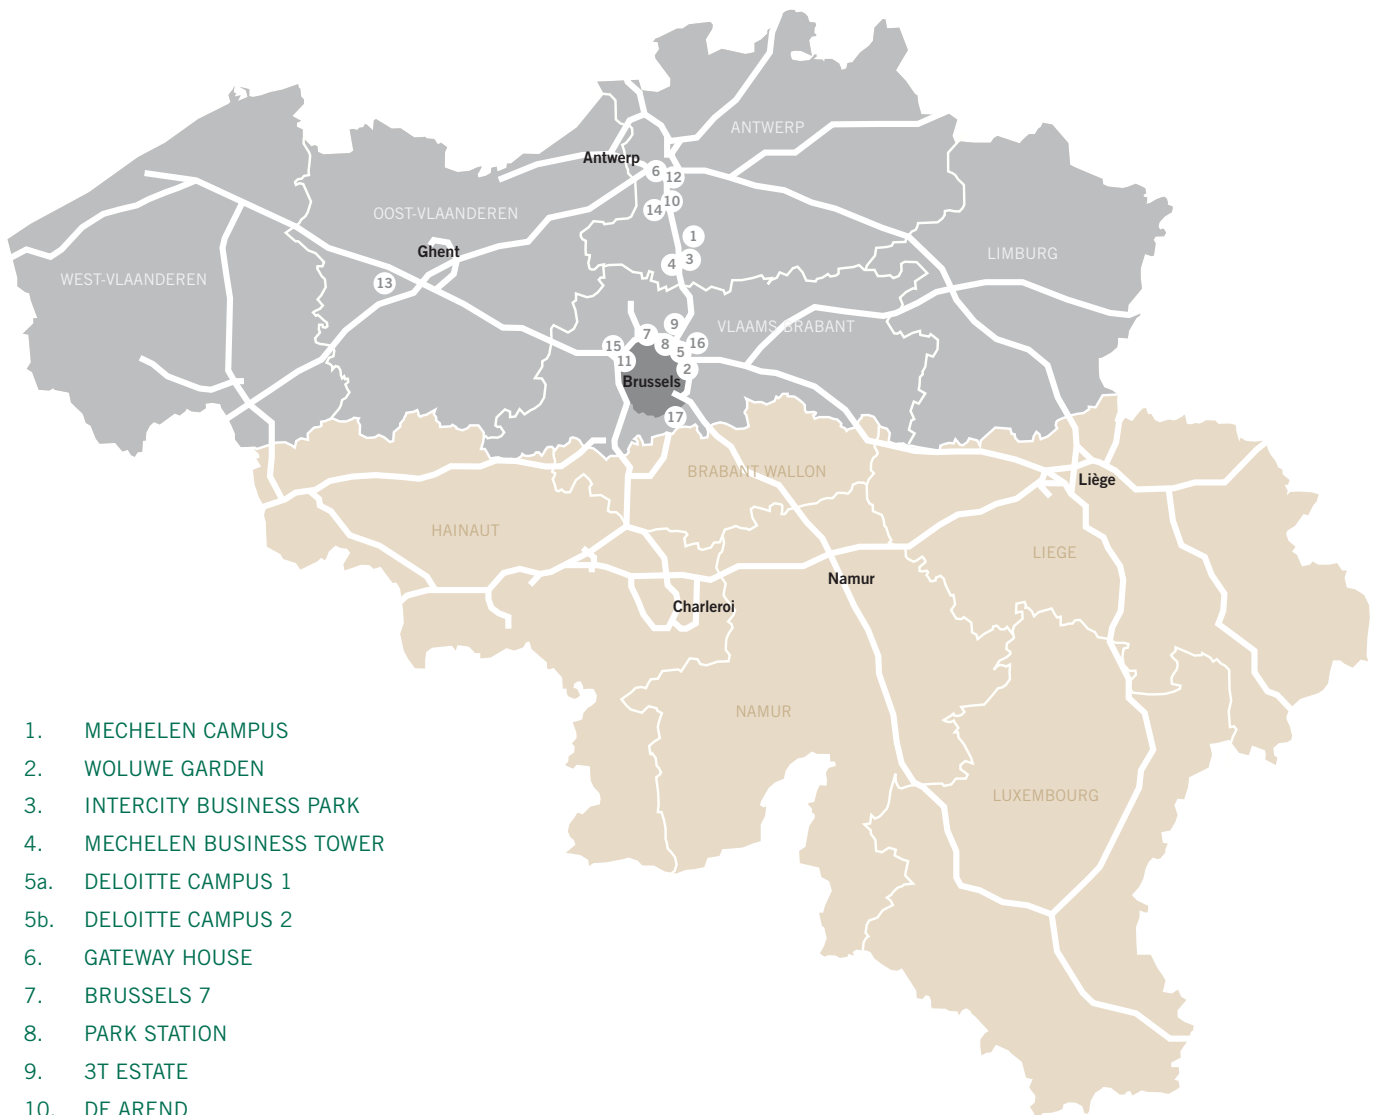 ANTWERP
Antwerp
6
12
10
14
OOST-VLAANDEREN
1
Ghent
LIMBURG
WEST-VLAANDEREN
4
3
13
9
VLAAMS-BRABANT
7
8
16
15
5
11
2
Brussels
17
BRABANT WALLON
Liège
HAINAUT
LIEGE
Namur
Charleroi
NAMUR
LUXEMBOURG
1. MECHELEN CAMPUS
2. WOLUWE GARDEN
3. INTERCITY BUSINESS PARK
4. MECHELEN BUSINESS TOWER
5a. DELOITTE CAMPUS 1
5b. DELOITTE CAMPUS 2
6. GATEWAY HOUSE
7. BRUSSELS 7
8. PARK STATION
9. 3T ESTATE
10. DE AREND